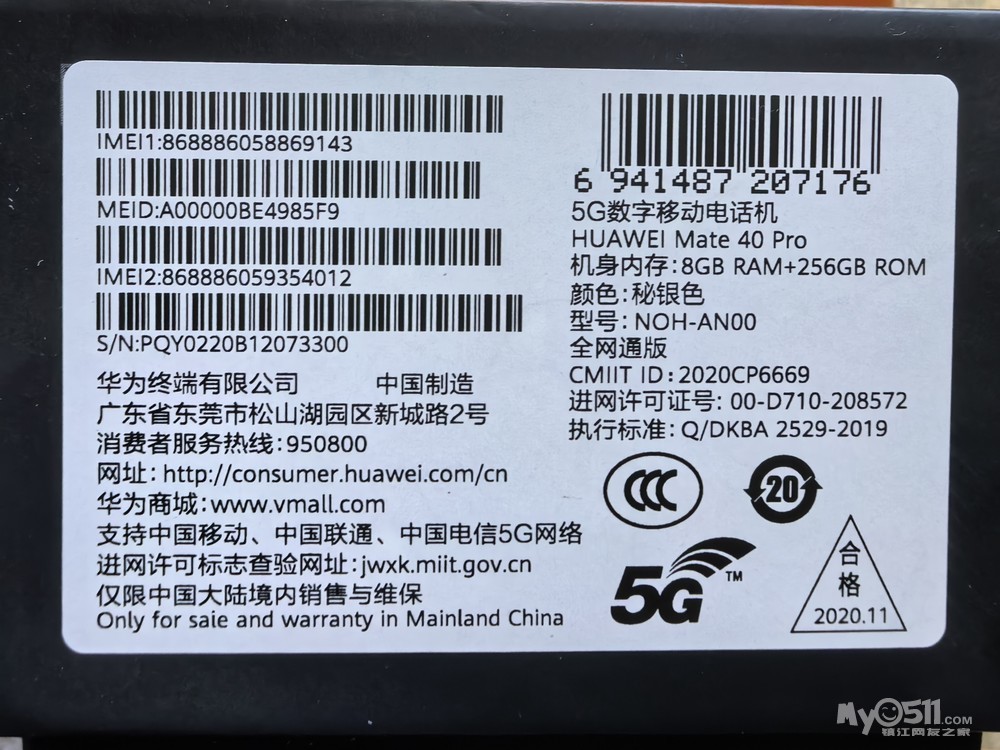 IMEI1:868886058869143
MEID:A00000BE4985F9
IMEI2:868886059354012
S/N:PQY0220B12073300
华为终端有限公司 中国制造
广东省东莞市松山湖园区新城路2号
消费者服务热线:950800
网址: http://consumer.huawei.com/cn
华为商城:www.vmall.com
支持中国移动、中国联通、中国电信5G网络
进网许可标志查验网址:jwxk.miit.gov.cn
仅限中国大陆境内销售与维保
Only for sale and warranty in Mainland China
6 941487 207176
5G数字移动电话机
HUAWEI Mate 40 Pro
机身内存:8GB RAM+256GB ROM
颜色:秘银色
型号: NOH-AN00
全网通版
CMIIT ID: 2020CP6669
进网许可证号: 00-D710-208572
执行标准: Q/DKBA 2529-2019
CCC
20
5G TM
合
格
2020.11
My0511.COM
镇江网友之家